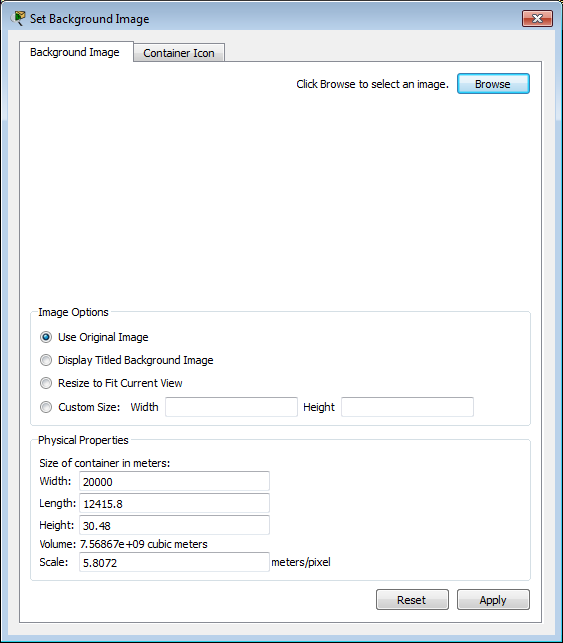 Set Background Image
Background Image Container Icon
Click Browse to select an image. Browse
Image Options
Use Original Image
Display Titled Background Image
Resize to Fit Current View
Custom Size: Width Height
Physical Properties
Size of container in meters:
Width: 20000
Length: 12415.8
Height: 30.48
Volume: 7.56867e+09 cubic meters
Scale: 5.8072 meters/pixel
Reset Apply